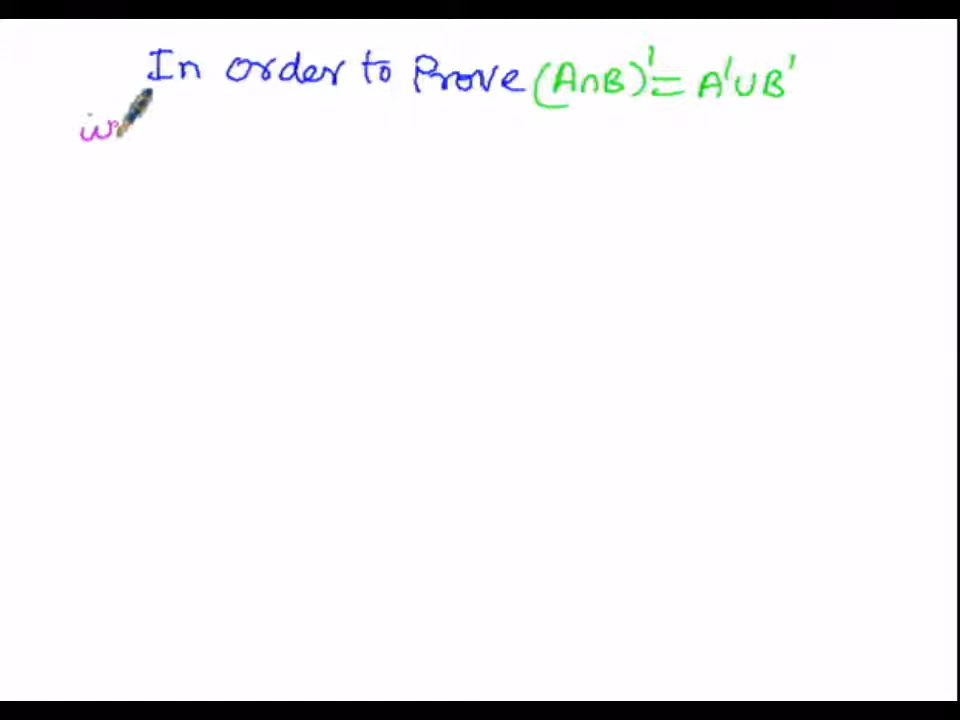 In order to Prove (A∩B)' = A'∪B'